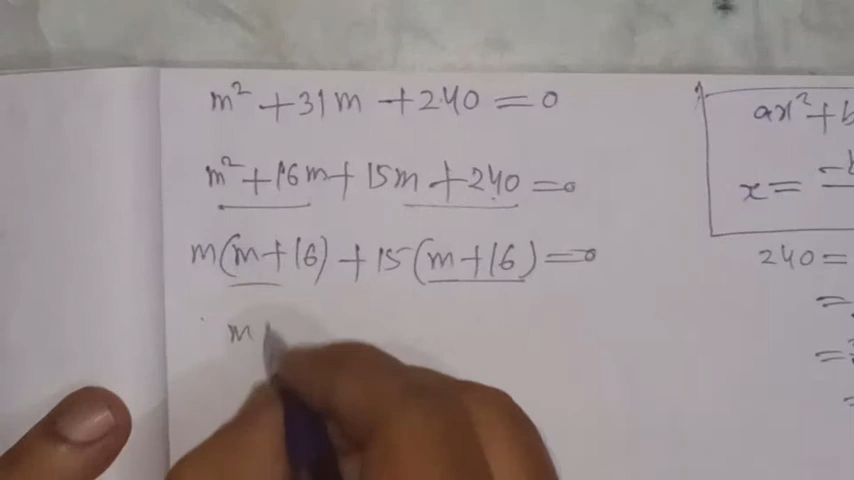 m² + 31m + 240 = 0
m² + 16m + 15m + 240 = 0
m(m+16) + 15(m+16) = 0
m
ax² +
x =
240 =
=
=
=